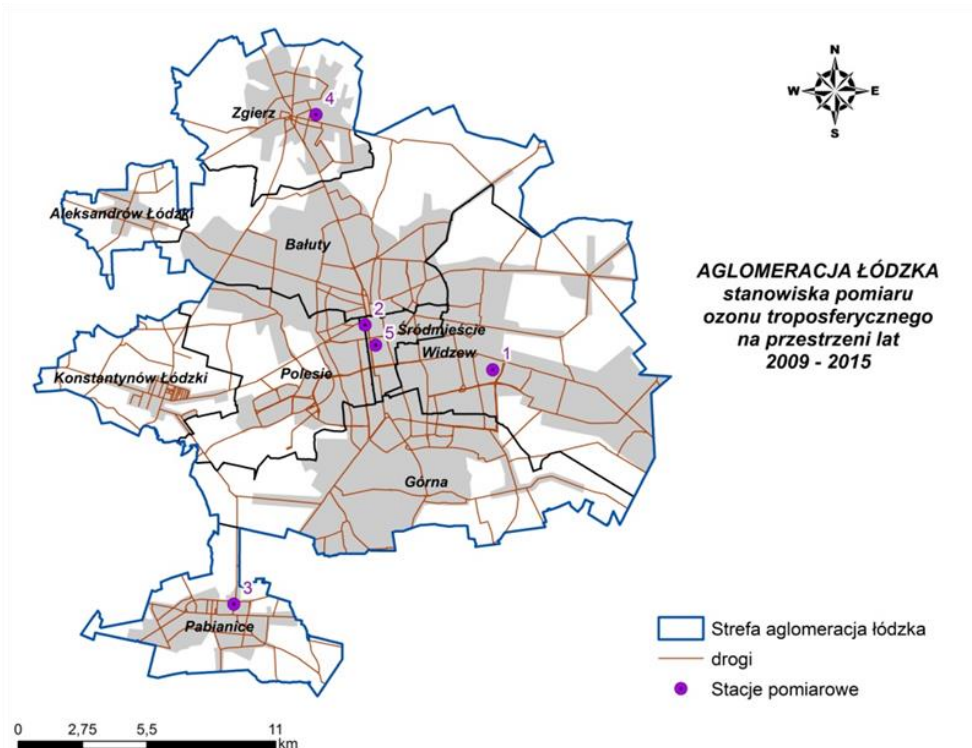 N
W E
S
4
Zgierz
Aleksandrów Łódzki
Bałuty
AGLOMERACJA ŁÓDZKA
stanowiska pomiaru
ozonu troposferycznego
na przestrzeni lat
2009 - 2015
2
Śródmieście
5
Widzew
1
Konstantynów Łódzki
Polesie
Górna
3
Pabianice
Strefa aglomeracja łódzka
drogi
Stacje pomiarowe
0 2,75 5,5 11
km